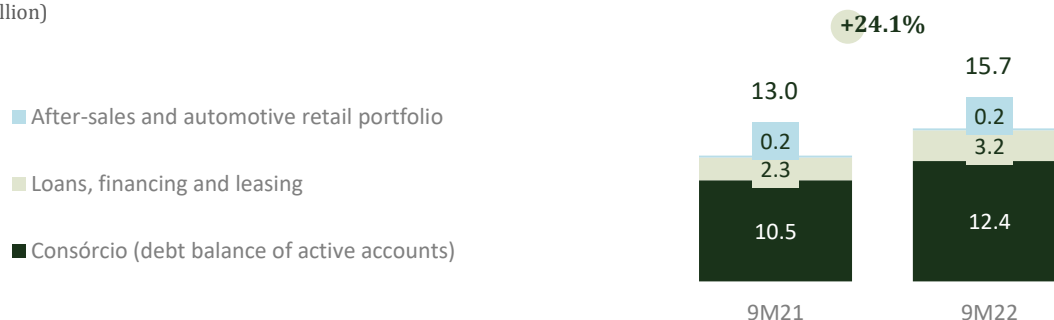 llion)
+24.1%
13.0
15.7
After-sales and automotive retail portfolio
0.2
0.2
2.3
3.2
Loans, financing and leasing
10.5
12.4
Consórcio (debt balance of active accounts)
9M21
9M22